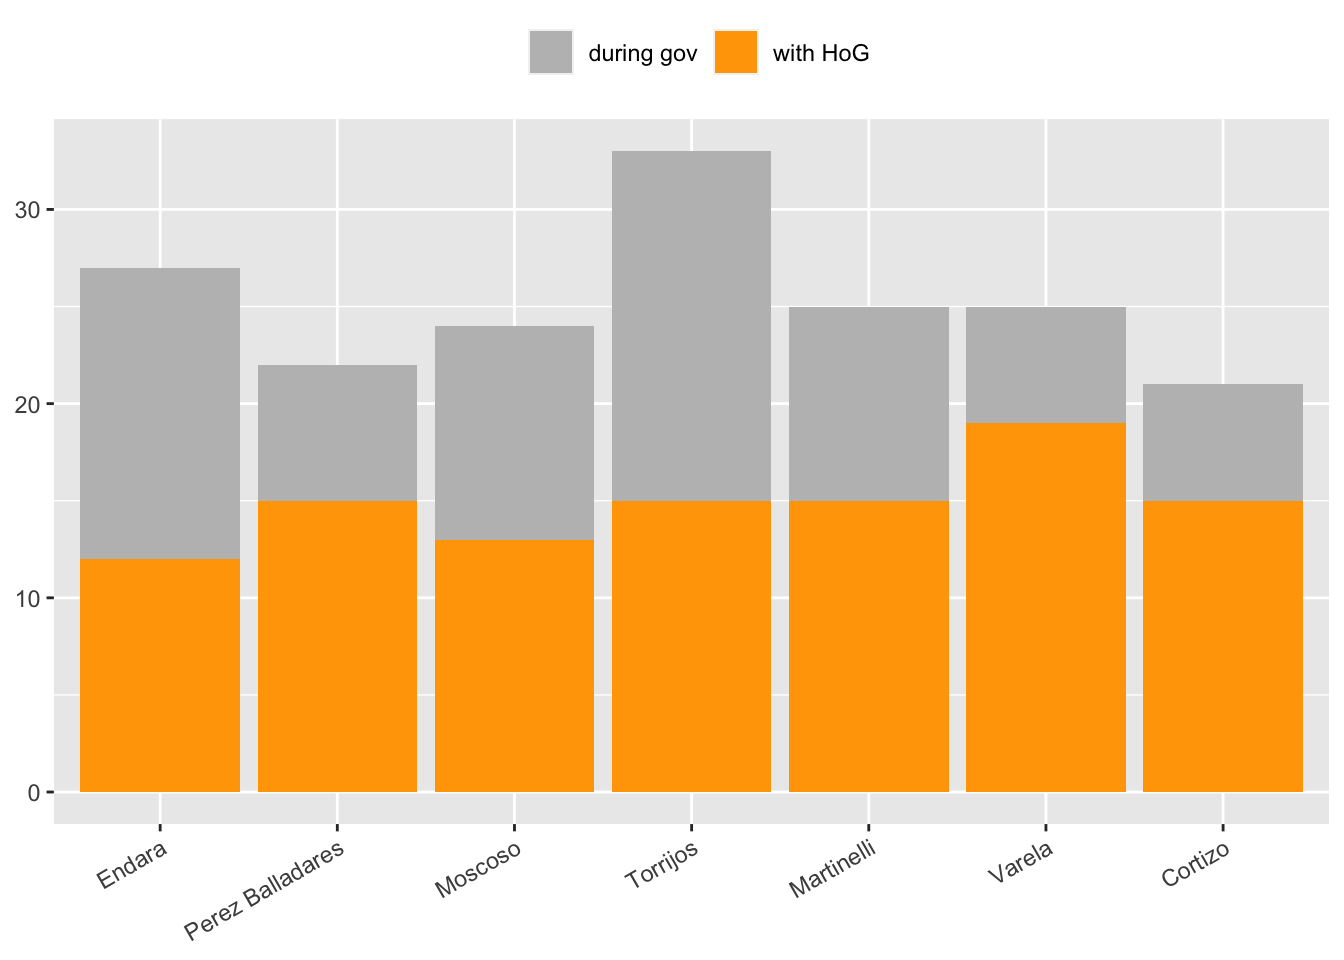 during gov with HoG
30
20
10
0
Endara Perez Balladares Moscoso Torrijos Martinelli Varela Cortizo